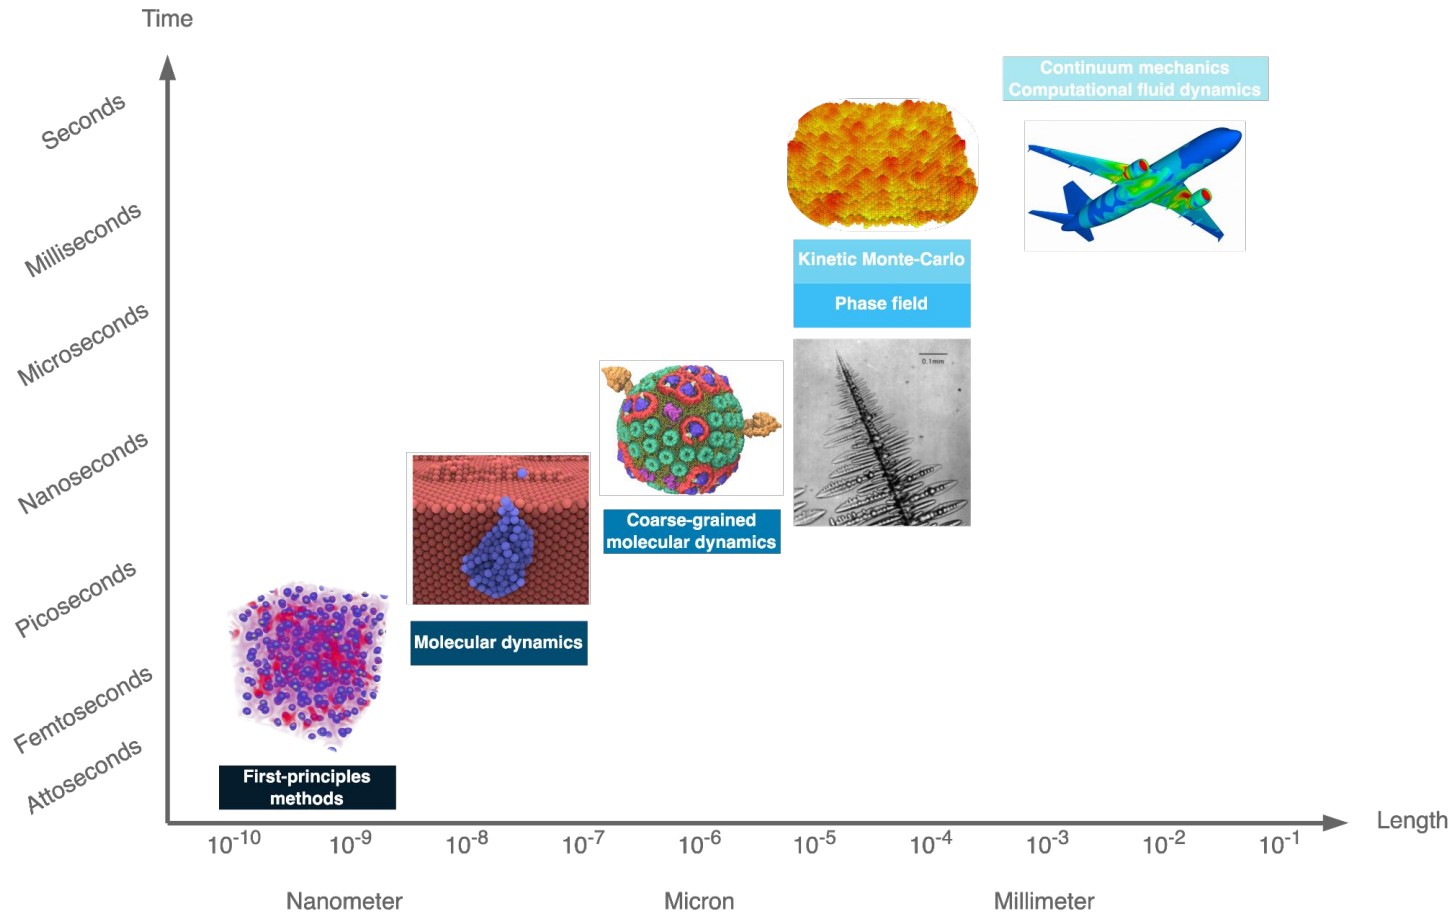 Time
Seconds
Milliseconds
Microseconds
Nanoseconds
Picoseconds
Femtoseconds
Attoseconds
Continuum mechanics
Computational fluid dynamics
Kinetic Monte-Carlo
Phase field
0.1mm
Coarse-grained
molecular dynamics
Molecular dynamics
First-principles
methods
Length
10⁻¹⁰ 10⁻⁹ 10⁻⁸ 10⁻⁷ 10⁻⁶ 10⁻⁵ 10⁻⁴ 10⁻³ 10⁻² 10⁻¹
Nanometer Micron Millimeter